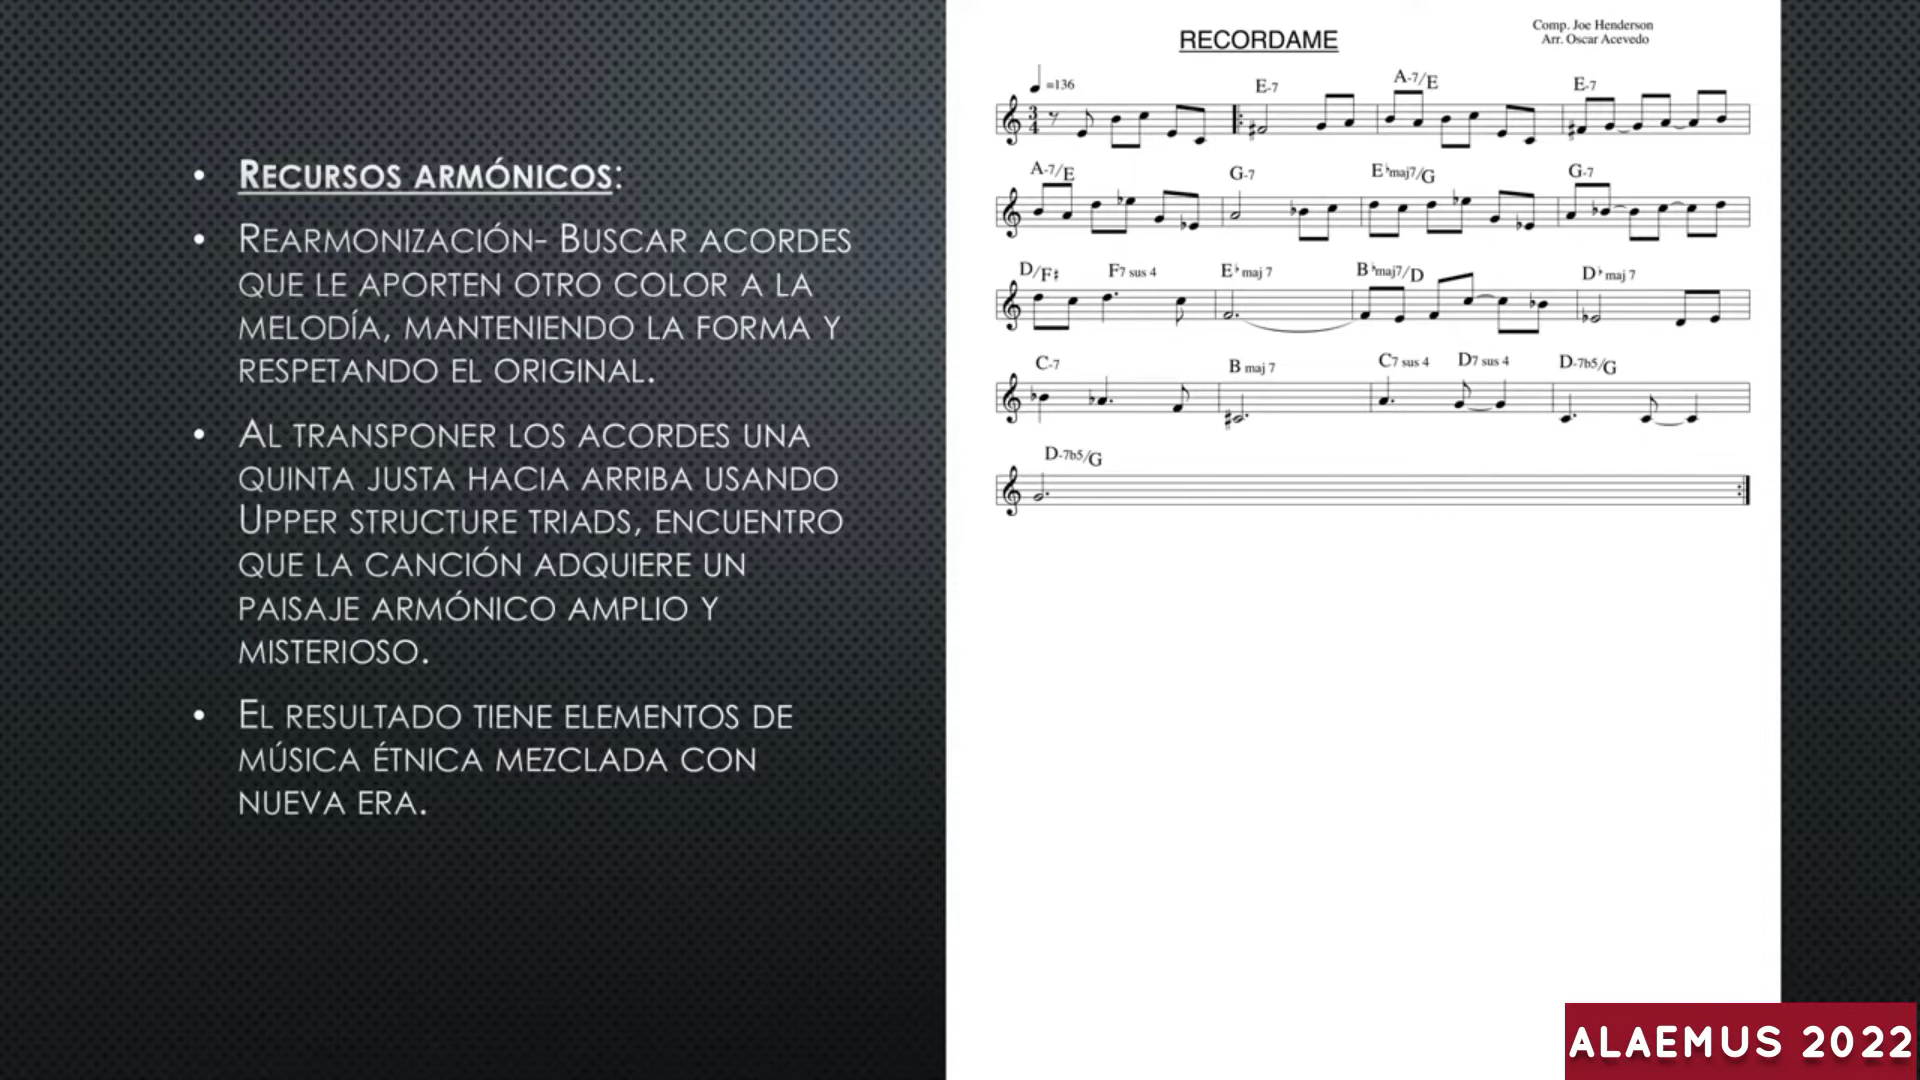 • RECURSOS ARMÓNICOS:
• REARMONIZACIÓN- BUSCAR ACORDES
QUE LE APORTEN OTRO COLOR A LA
MELODÍA, MANTENIENDO LA FORMA Y
RESPETANDO EL ORIGINAL.
• AL TRANSPONER LOS ACORDES UNA
QUINTA JUSTA HACIA ARRIBA USANDO
UPPER STRUCTURE TRIADS, ENCUENTRO
QUE LA CANCIÓN ADQUIERE UN
PAISAJE ARMÓNICO AMPLIO Y
MISTERIOSO.
• EL RESULTADO TIENE ELEMENTOS DE
MÚSICA ÉTNICA MEZCLADA CON
NUEVA ERA.
RECORDAME
Comp. Joe Henderson
Arr. Oscar Acevedo
♩=136
E-7 A-7/E E-7
3
4
A-7/E G-7 E♭maj7/G G-7
D/F♯ F7 sus 4 E♭maj 7 B♭maj7/D D♭maj 7
C-7 B maj 7 C7 sus 4 D7 sus 4 D-7b5/G
D-7b5/G
ALAEMUS 2022